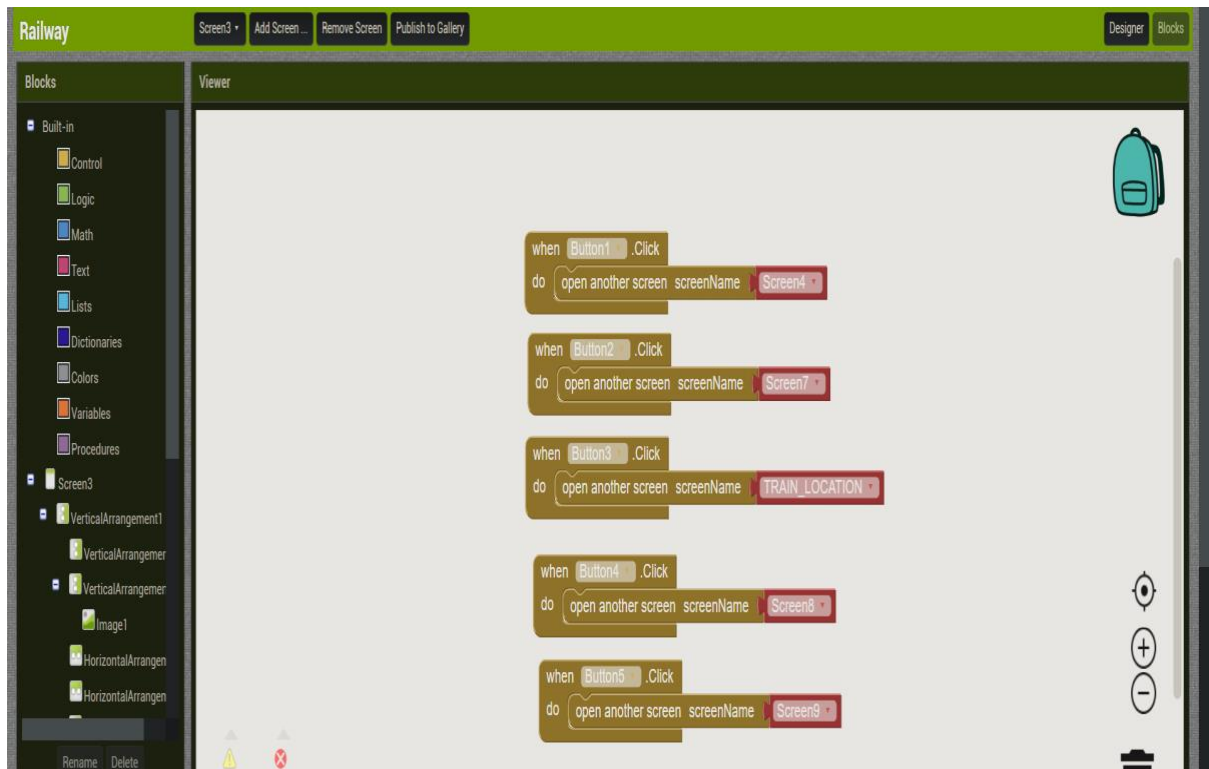 Railway
Screen3 Add Screen ... Remove Screen Publish to Gallery
Designer Blocks
Blocks
Viewer
Built-in
Control
Logic
Math
Text
Lists
Dictionaries
Colors
Variables
Procedures
Screen3
VerticalArrangement1
VerticalArrangemer
VerticalArrangemer
Image1
HorizontalArrangen
HorizontalArrangen
Rename Delete
when Button1 .Click
do open another screen screenName Screen4
when Button2 .Click
do open another screen screenName Screen7
when Button3 .Click
do open another screen screenName TRAIN_LOCATION
when Button4 .Click
do open another screen screenName Screen8
when Button5 .Click
do open another screen screenName Screen9